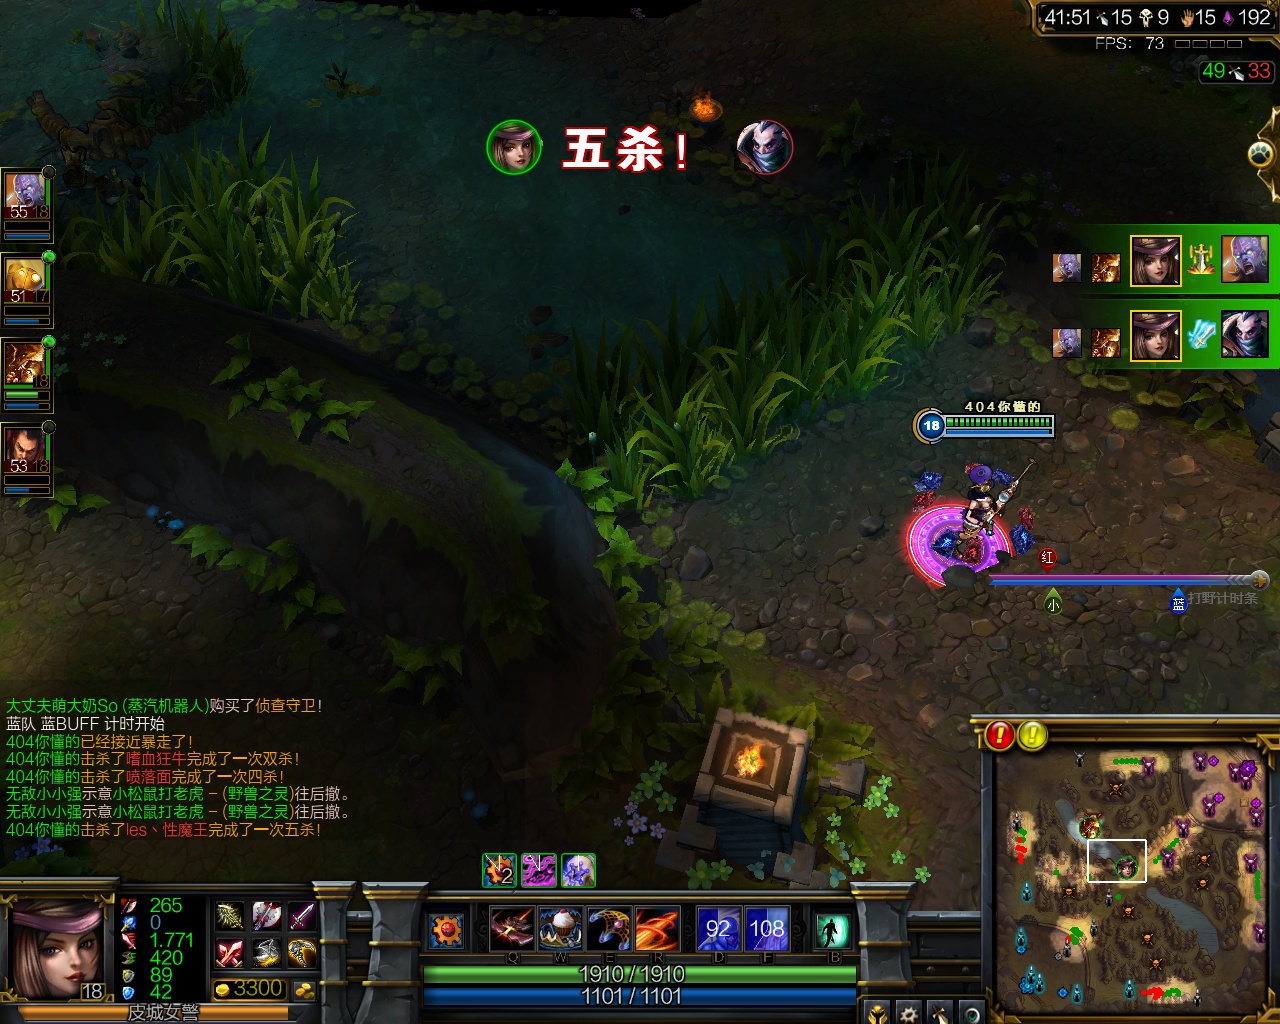 41:51 15 9 15 192
FPS: 73
49 33
五杀!
55 18
51 17
18
53 18
404你懂的
18
红
小
蓝
打野计时条
大丈夫萌大奶So (蒸汽机器人)购买了侦查守卫!
蓝队 蓝BUFF 计时开始
404你懂的已经接近暴走了!
404你懂的击杀了嗜血狂牛完成了一次双杀!
404你懂的击杀了喷落面完成了一次四杀!
无敌小小强示意小松鼠打老虎 - (野兽之灵)往后撤。
无敌小小强示意小松鼠打老虎 - (野兽之灵)往后撤。
404你懂的击杀了les丶性魔王完成了一次五杀!
2
265
0
1.771
420
89
42
18
3300
皮城女警
92 108
Q W E R D F B
1910 / 1910
1101 / 1101